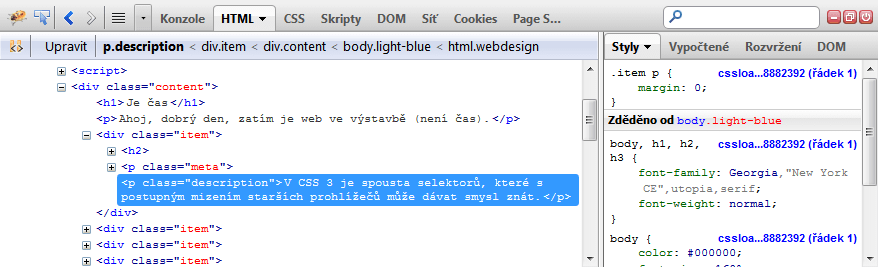 Konzole HTML CSS Skripty DOM Síť Cookies Page S...
Upravit p.description < div.item < div.content < body.light-blue < html.webdesign
<script>
<div class="content">
<h1>Je čas</h1>
<p>Ahoj, dobrý den, zatím je web ve výstavbě (není čas).</p>
<div class="item">
<h2>
<p class="meta">
<p class="description">V CSS 3 je spousta selektorů, které s
postupným mizením starších prohlížečů může dávat smysl znát.</p>
</div>
<div class="item">
<div class="item">
<div class="item">
Styly Vypočtené Rozvržení DOM
.item p { cssloa...8882392 (řádek 1)
margin: 0;
}
Zděděno od body.light-blue
body, h1, h2, cssloa...8882392 (řádek 1)
h3 {
font-family: Georgia,"New York
CE",utopia,serif;
font-weight: normal;
}
body { cssloa...8882392 (řádek 1)
color: #000000;